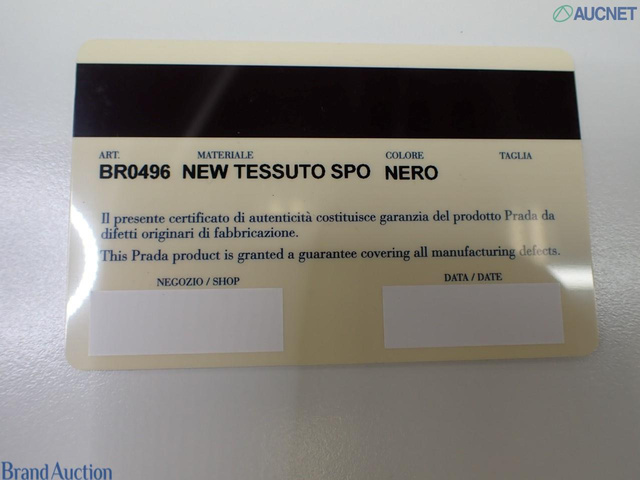 AUCNET
ART. MATERIALE COLORE TAGLIA
BR0496 NEW TESSUTO SPO NERO
Il presente certificato di autenticità costituisce garanzia del prodotto Prada da
difetti originari di fabbricazione.
This Prada product is granted a guarantee covering all manufacturing defects.
NEGOZIO / SHOP DATA / DATE
Brand Auction